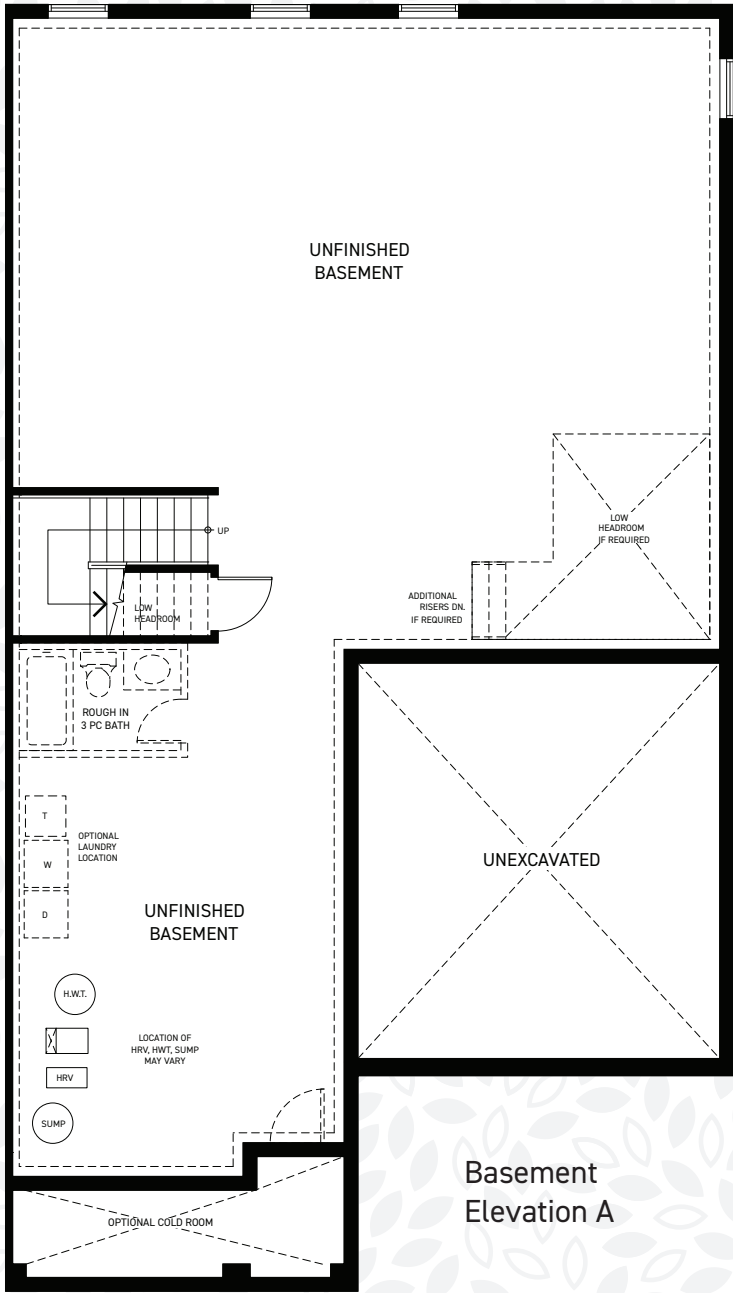 UNFINISHED
BASEMENT
UP
LOW
HEADROOM
LOW
HEADROOM
IF REQUIRED
ADDITIONAL
RISERS DN.
IF REQUIRED
ROUGH IN
3 PC BATH
T
W
D
OPTIONAL
LAUNDRY
LOCATION
UNEXCAVATED
UNFINISHED
BASEMENT
H.W.T.
LOCATION OF
HRV, HWT, SUMP
MAY VARY
HRV
SUMP
OPTIONAL COLD ROOM
Basement
Elevation A